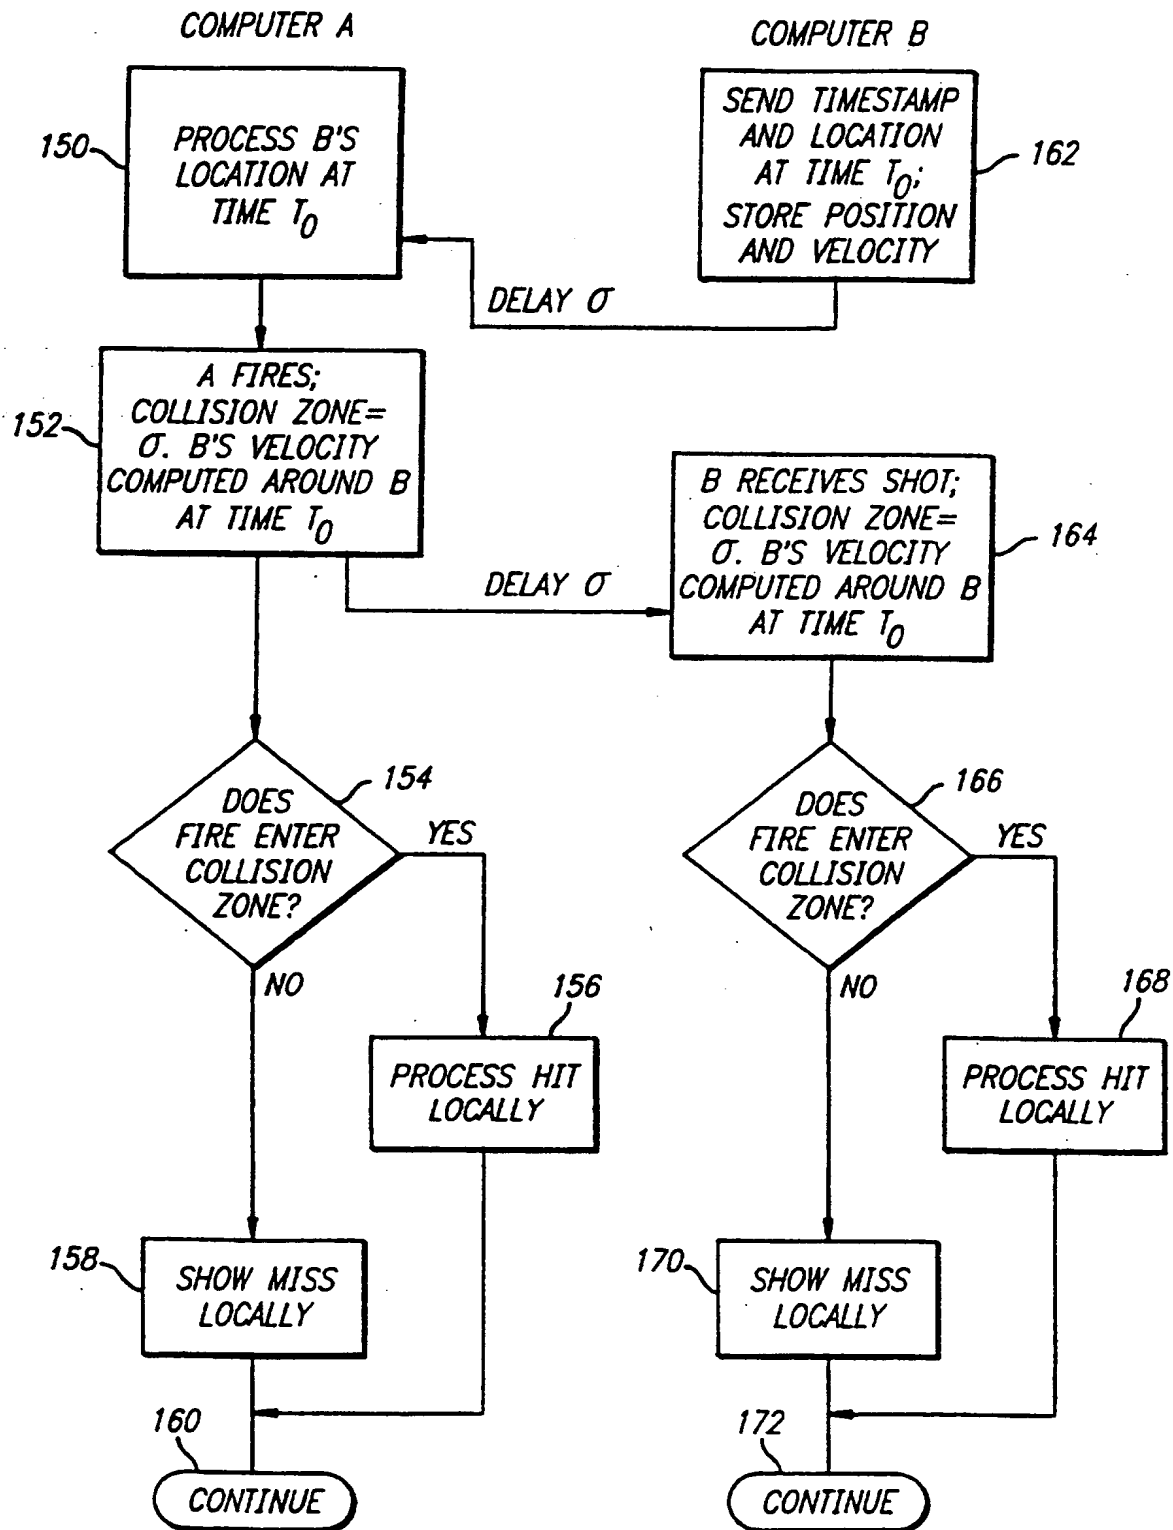 COMPUTER A
COMPUTER B
150
PROCESS B'S
LOCATION AT
TIME T₀
SEND TIMESTAMP
AND LOCATION
AT TIME T₀;
STORE POSITION
AND VELOCITY
162
DELAY σ
152
A FIRES;
COLLISION ZONE=
σ. B'S VELOCITY
COMPUTED AROUND B
AT TIME T₀
DELAY σ
B RECEIVES SHOT;
COLLISION ZONE=
σ. B'S VELOCITY
COMPUTED AROUND B
AT TIME T₀
164
154
DOES
FIRE ENTER
COLLISION
ZONE?
YES
NO
166
DOES
FIRE ENTER
COLLISION
ZONE?
YES
NO
156
PROCESS HIT
LOCALLY
168
PROCESS HIT
LOCALLY
158
SHOW MISS
LOCALLY
170
SHOW MISS
LOCALLY
160
CONTINUE
172
CONTINUE